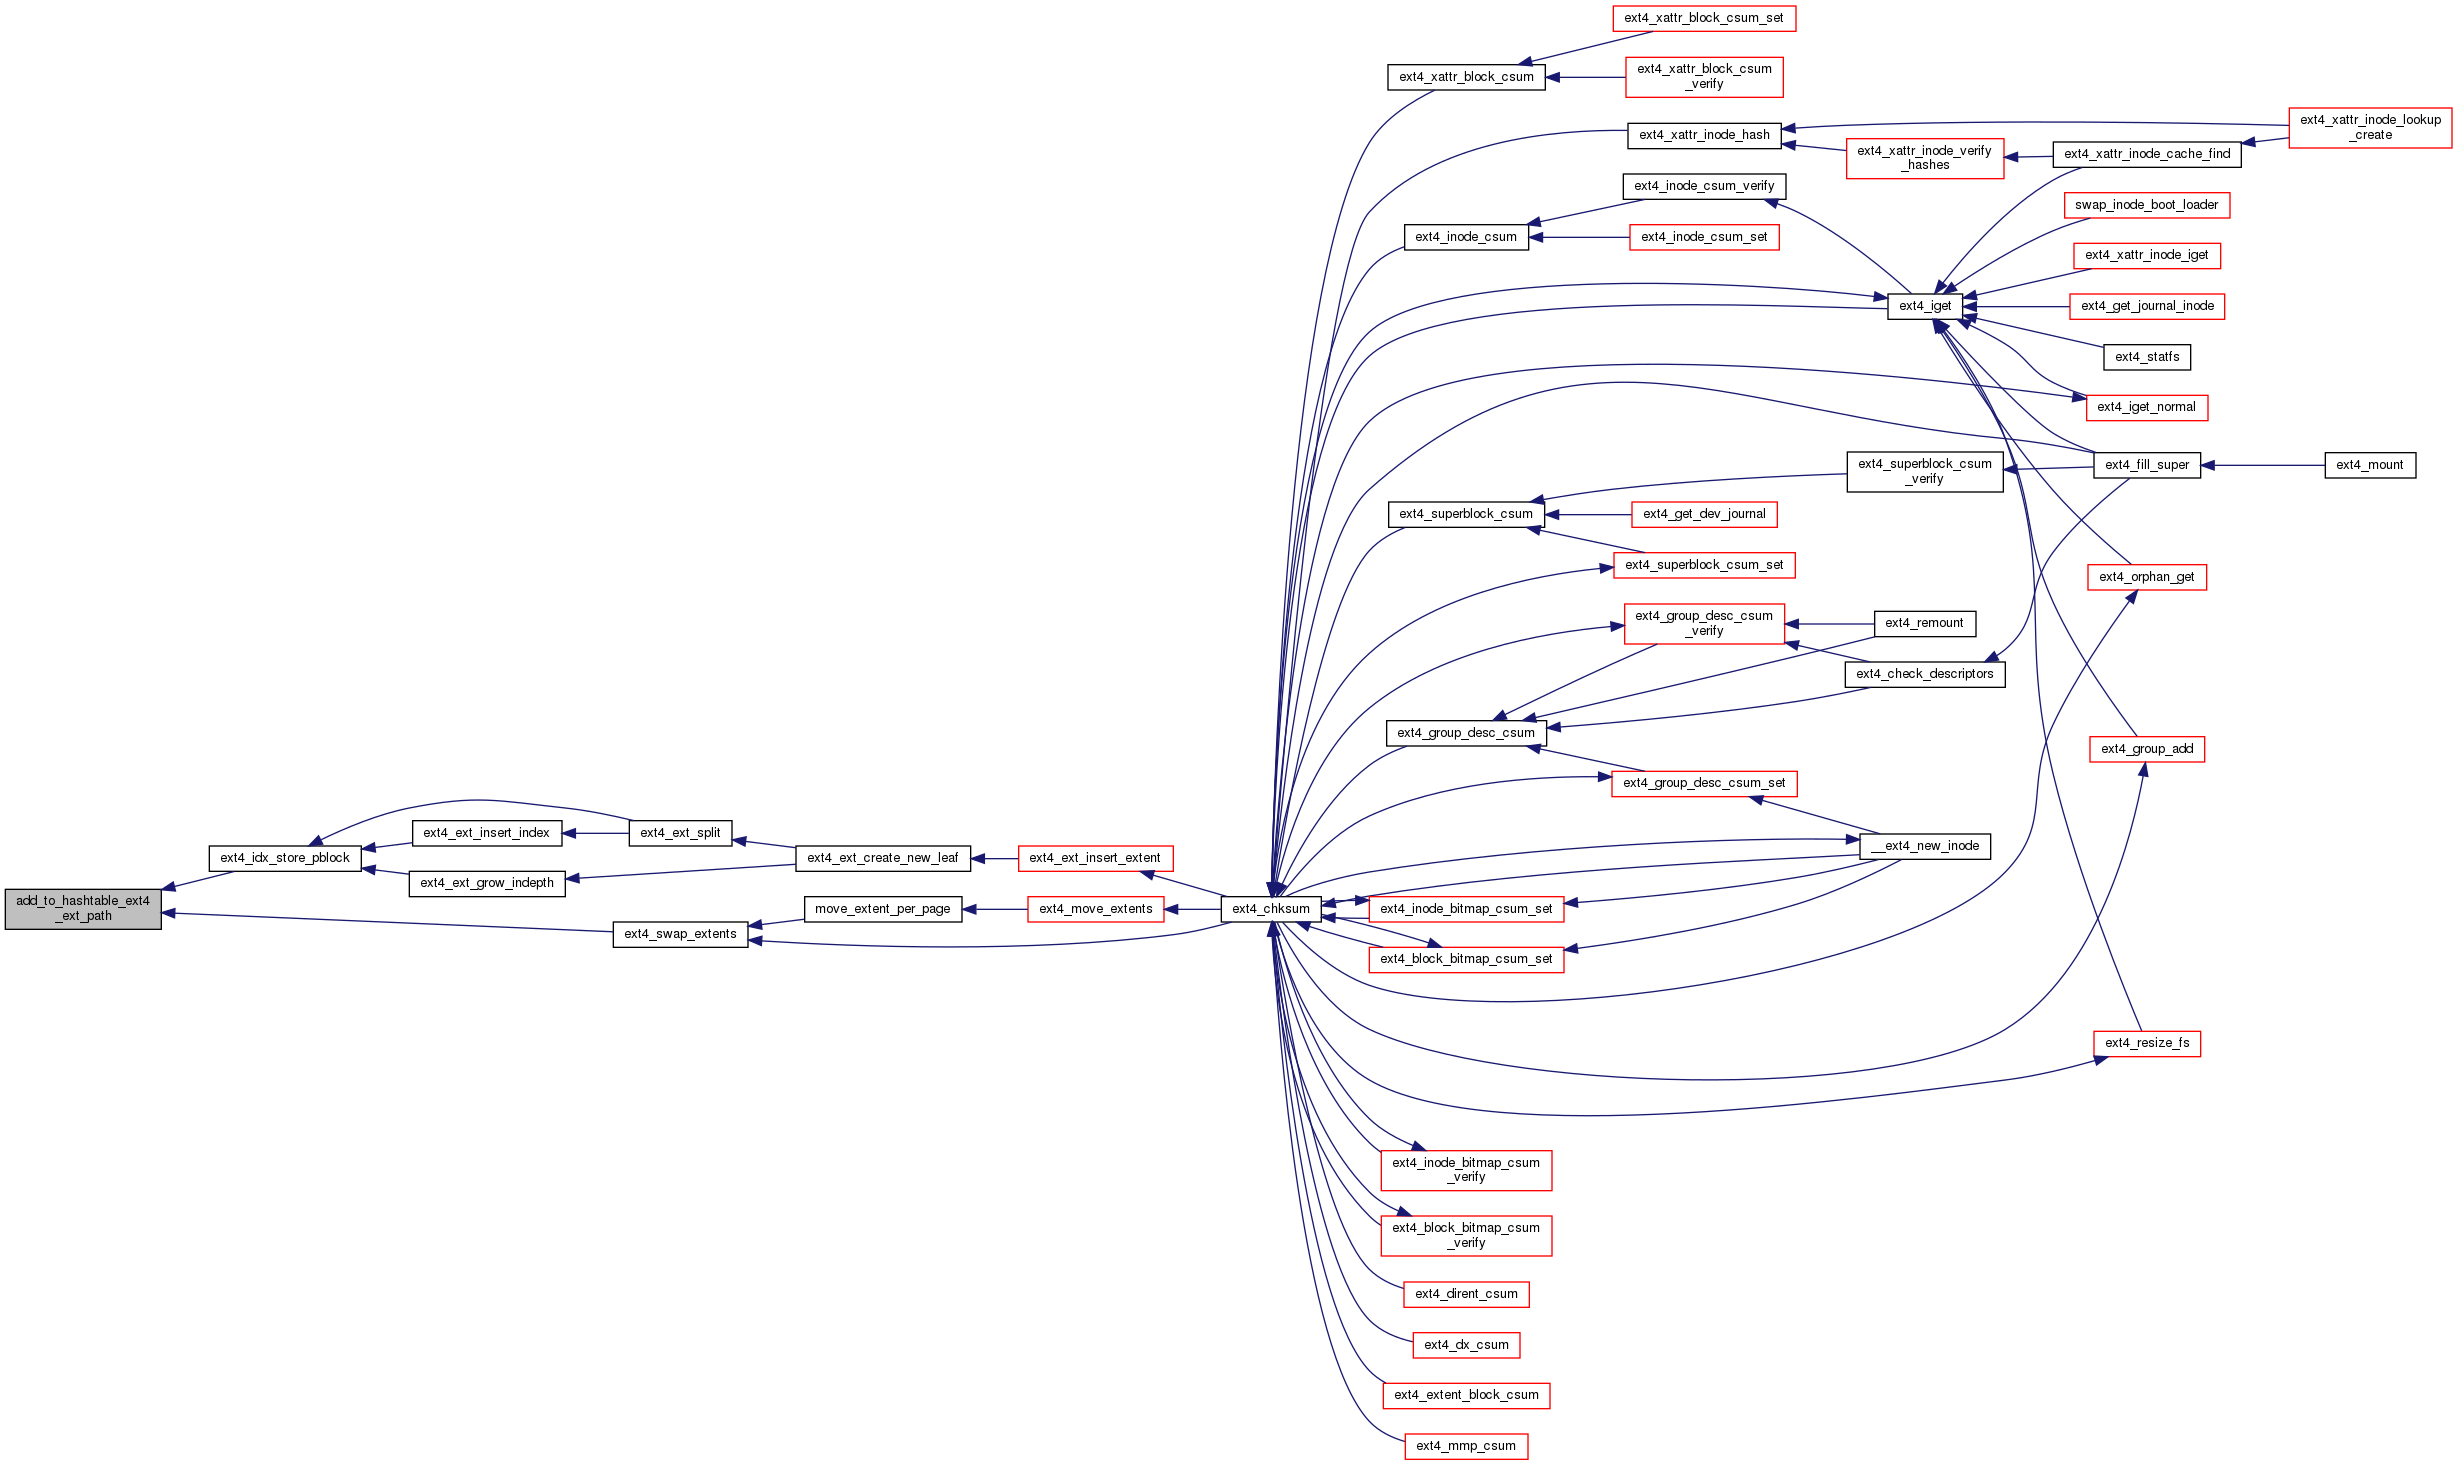 ext4_xattr_block_csum_set
ext4_xattr_block_csum
ext4_xattr_block_csum
_verify
ext4_xattr_inode_hash
ext4_xattr_inode_lookup
_create
ext4_xattr_inode_verify
_hashes
ext4_xattr_inode_cache_find
ext4_inode_csum_verify
swap_inode_boot_loader
ext4_inode_csum
ext4_inode_csum_set
ext4_xattr_inode_iget
ext4_iget
ext4_get_journal_inode
ext4_statfs
ext4_iget_normal
ext4_superblock_csum
_verify
ext4_fill_super
ext4_mount
ext4_superblock_csum
ext4_get_dev_journal
ext4_superblock_csum_set
ext4_orphan_get
ext4_group_desc_csum
_verify
ext4_remount
ext4_check_descriptors
ext4_group_desc_csum
ext4_group_add
ext4_group_desc_csum_set
ext4_ext_insert_index
ext4_ext_split
__ext4_new_inode
ext4_idx_store_pblock
ext4_ext_create_new_leaf
ext4_ext_insert_extent
ext4_ext_grow_indepth
add_to_hashtable_ext4
_ext_path
move_extent_per_page
ext4_move_extents
ext4_chksum
ext4_inode_bitmap_csum_set
ext4_swap_extents
ext4_block_bitmap_csum_set
ext4_resize_fs
ext4_inode_bitmap_csum
_verify
ext4_block_bitmap_csum
_verify
ext4_dirent_csum
ext4_dx_csum
ext4_extent_block_csum
ext4_mmp_csum